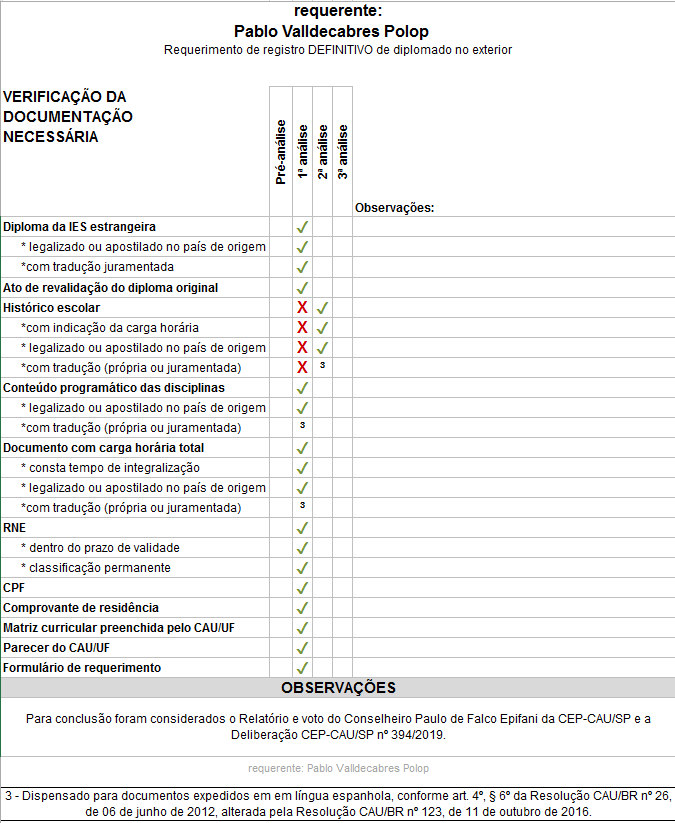 requerente:
Pablo Valldecabres Polop
Requerimento de registro DEFINITIVO de diplomado no exterior
VERIFICAÇÃO DA
DOCUMENTAÇÃO
NECESSÁRIA
Pré-análise
1ª análise
2ª análise
3ª análise
Observações:
Diploma da IES estrangeira ✓
* legalizado ou apostilado no país de origem ✓
*com tradução juramentada ✓
Ato de revalidação do diploma original ✓
Histórico escolar X ✓
*com indicação da carga horária X ✓
* legalizado ou apostilado no país de origem X ✓
*com tradução (própria ou juramentada) X 3
Conteúdo programático das disciplinas ✓
* legalizado ou apostilado no país de origem ✓
*com tradução (própria ou juramentada) 3
Documento com carga horária total ✓
* consta tempo de integralização ✓
* legalizado ou apostilado no país de origem ✓
*com tradução (própria ou juramentada) 3
RNE ✓
* dentro do prazo de validade ✓
* classificação permanente ✓
CPF ✓
Comprovante de residência ✓
Matriz curricular preenchida pelo CAU/UF ✓
Parecer do CAU/UF ✓
Formulário de requerimento ✓
OBSERVAÇÕES
Para conclusão foram considerados o Relatório e voto do Conselheiro Paulo de Falco Epifani da CEP-CAU/SP e a
Deliberação CEP-CAU/SP nº 394/2019.
requerente: Pablo Valldecabres Polop
3 - Dispensado para documentos expedidos em em língua espanhola, conforme art. 4º, § 6º da Resolução CAU/BR nº 26,
de 06 de junho de 2012, alterada pela Resolução CAU/BR nº 123, de 11 de outubro de 2016.